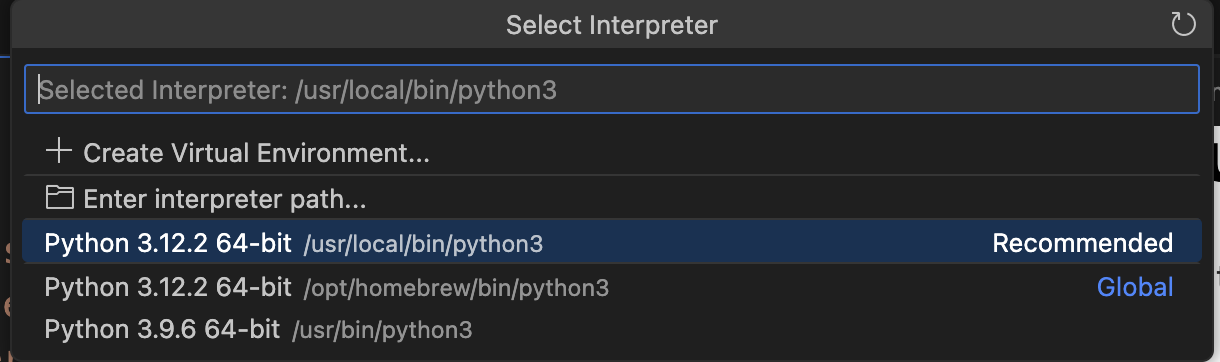 Select Interpreter
Selected Interpreter: /usr/local/bin/python3
Create Virtual Environment...
Enter interpreter path...
Python 3.12.2 64-bit /usr/local/bin/python3 Recommended
Python 3.12.2 64-bit /opt/homebrew/bin/python3 Global
Python 3.9.6 64-bit /usr/bin/python3